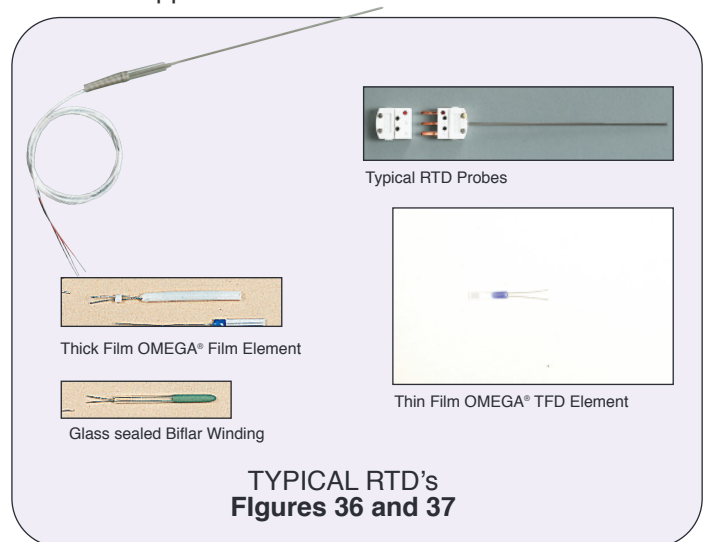 Typical RTD Probes
Thick Film OMEGA® Film Element
Thin Film OMEGA® TFD Element
Glass sealed Biflar Winding
TYPICAL RTD's
FIgures 36 and 37